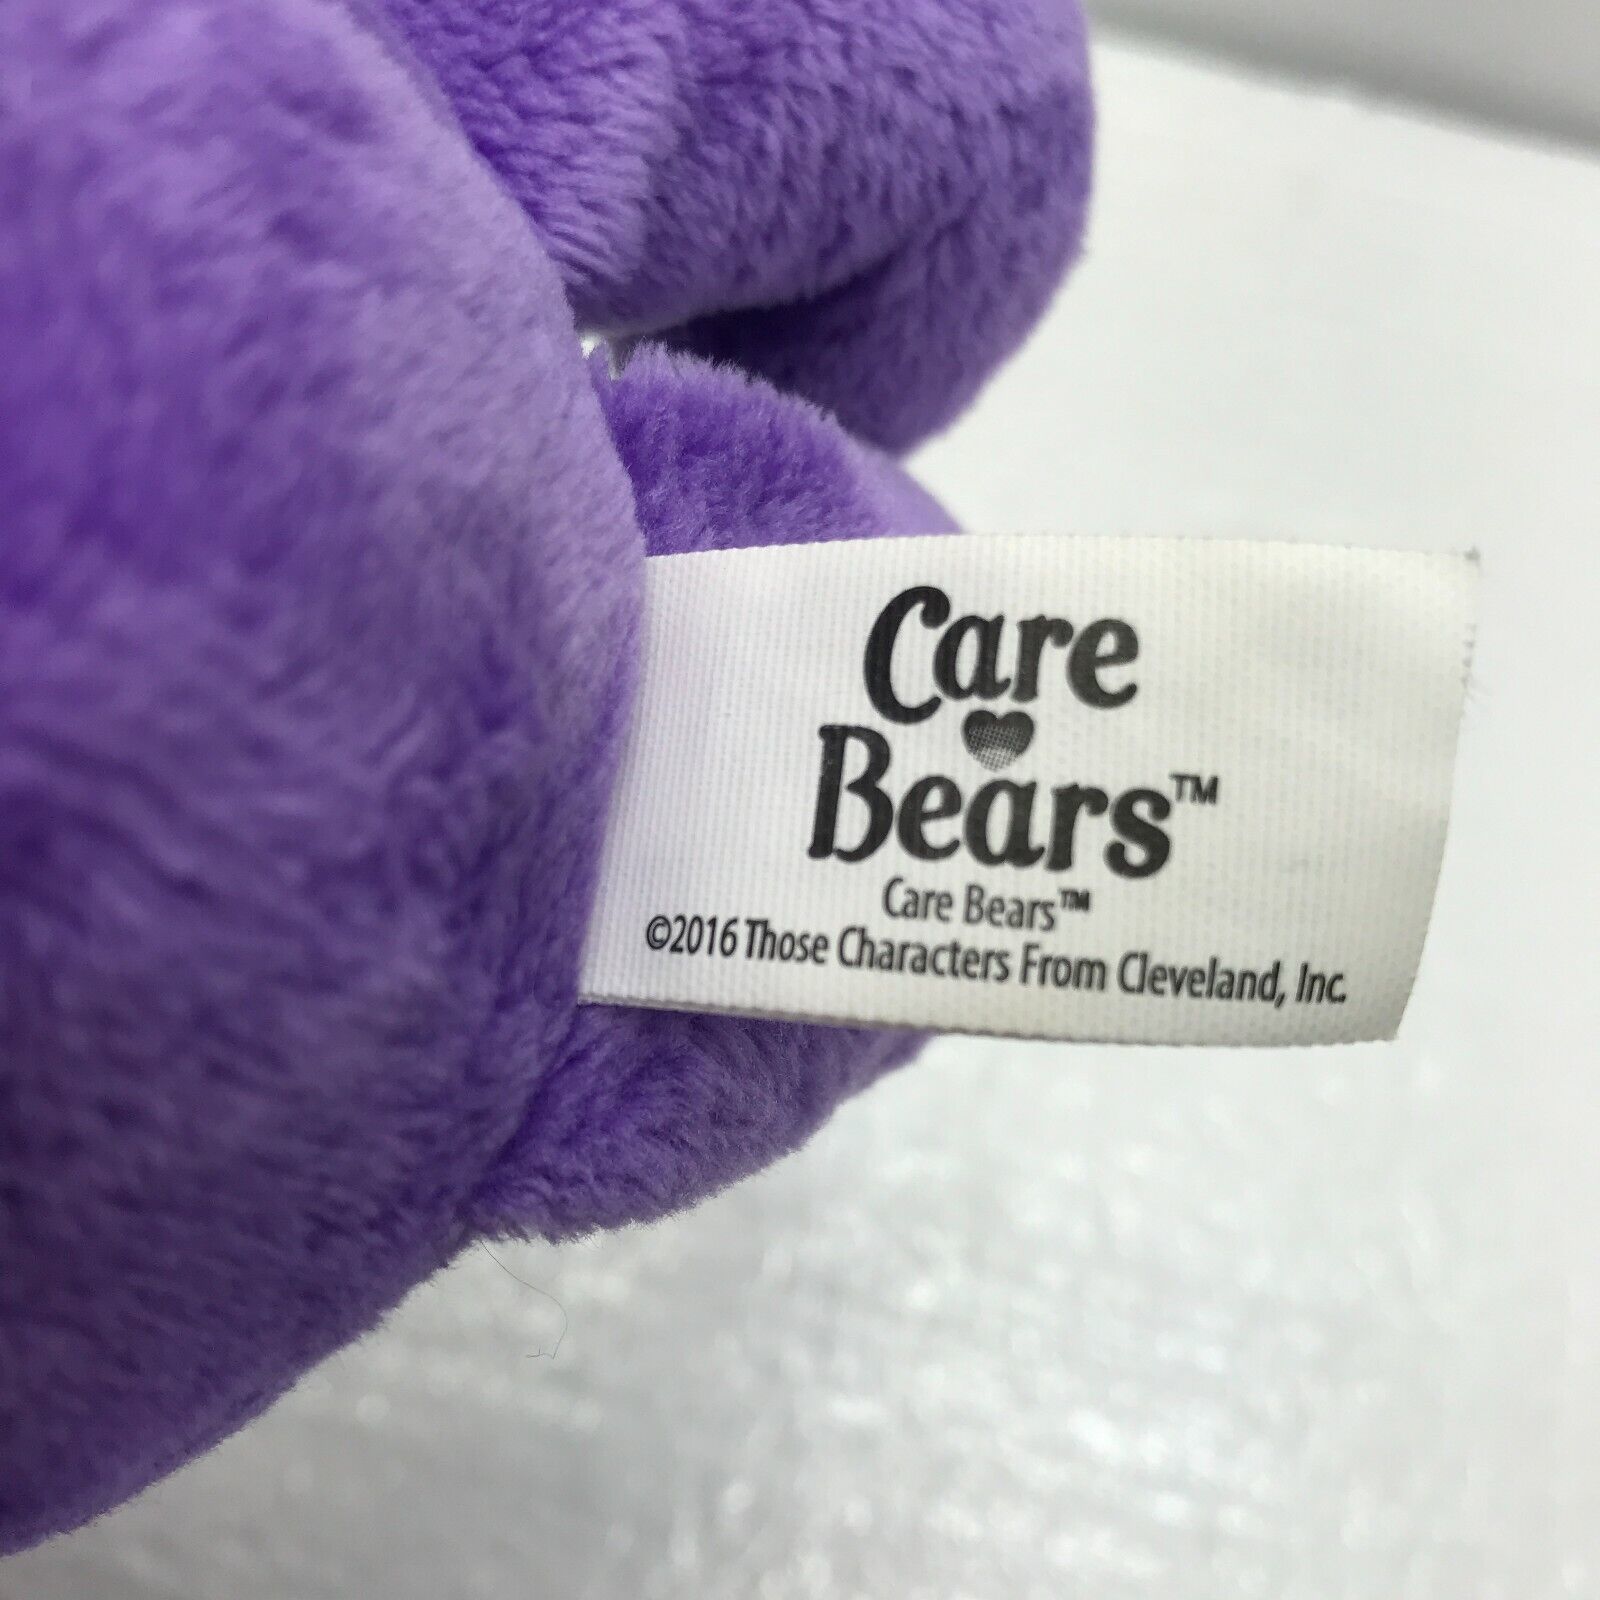 Care
Bears™
Care Bears™
©2016 Those Characters From Cleveland, Inc.